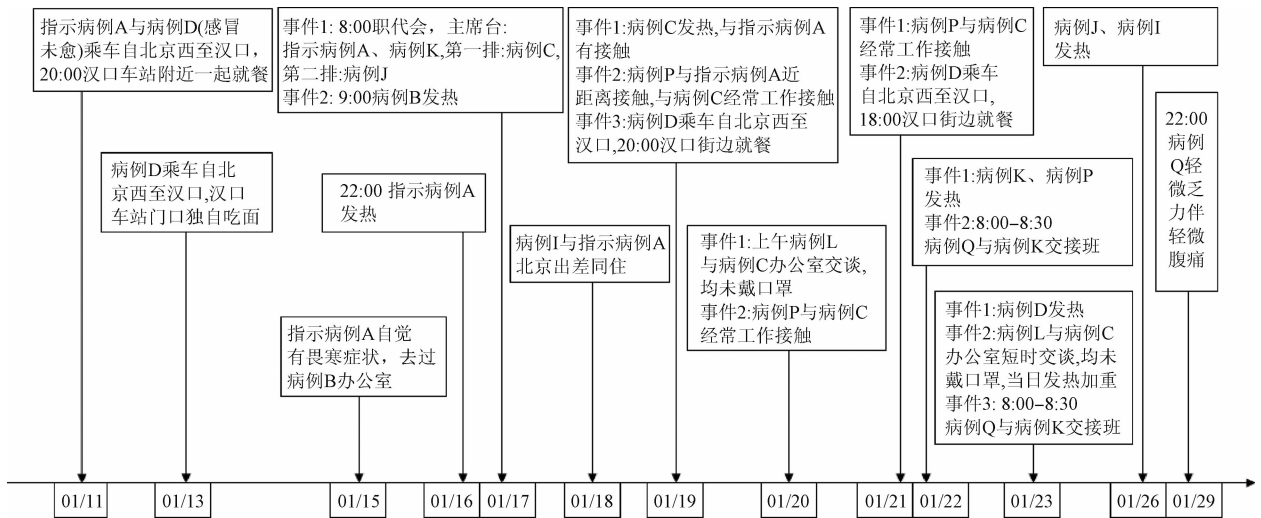 指示病例A与病例D(感冒
未愈)乘车自北京西至汉口，
20:00汉口车站附近一起就餐
事件1: 8:00职代会，主席台:
指示病例A、病例K,第一排:病例C,
第二排:病例J
事件2: 9:00病例B发热
事件1:病例C发热,与指示病例A
有接触
事件2:病例P与指示病例A近
距离接触,与病例C经常工作接触
事件3:病例D乘车自北京西至
汉口,20:00汉口街边就餐
事件1:病例P与病例C
经常工作接触
事件2:病例D乘车
自北京西至汉口,
18:00汉口街边就餐
病例J、病例I
发热
病例D乘车自北
京西至汉口,汉口
车站门口独自吃面
22:00 指示病例A
发热
病例I与指示病例A
北京出差同住
事件1:上午病例L
与病例C办公室交谈,
均未戴口罩
事件2:病例P与病例C
经常工作接触
事件1:病例K、病例P
发热
事件2:8:00–8:30
病例Q与病例K交接班
22:00
病例
Q轻
微乏
力伴
轻微
腹痛
指示病例A自觉
有畏寒症状，去过
病例B办公室
事件1:病例D发热
事件2:病例L与病例C
办公室短时交谈,均未
戴口罩,当日发热加重
事件3: 8:00–8:30
病例Q与病例K交接班
01/11
01/13
01/15
01/16
01/17
01/18
01/19
01/20
01/21
01/22
01/23
01/26
01/29